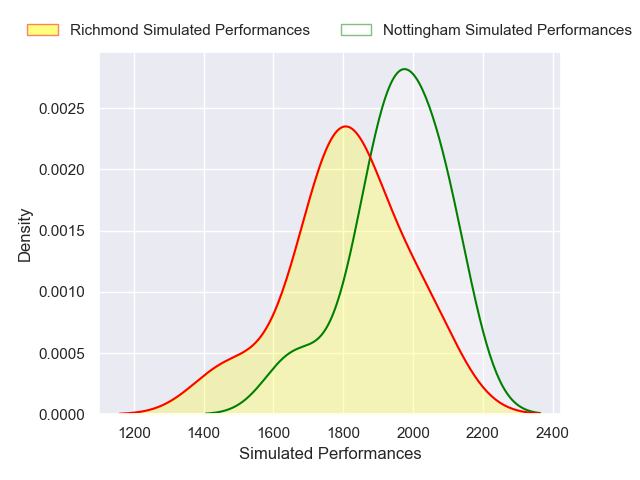 Richmond Simulated Performances Nottingham Simulated Performances
0.0025
0.0020
0.0015
0.0010
0.0005
0.0000
Density
1200 1400 1600 1800 2000 2200 2400
Simulated Performances